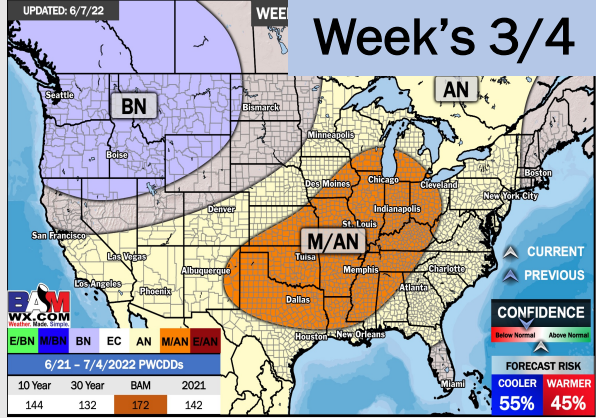 UPDATED: 6/7/22
WEE
Week's 3/4
Seattle
BN
Bismarck
AN
Minneapolis
Boise
Boston
Des Moines
Chicago
Cleveland
New York City
Denver
Indianapolis
San Francisco
St. Louis
M/AN
Las Vegas
Tulsa
Albuquerque
Memphis
Charlotte
Los Angeles
Phoenix
Atlanta
Dallas
Houston
New Orleans
Miami
CURRENT
PREVIOUS
BAM
WX.COM
Weather. Made. Simple.
E/BN M/BN BN EC AN M/AN E/AN
6/21 – 7/4/2022 PWCDDs
10 Year 30 Year BAM 2021
144 132 172 142
CONFIDENCE
Below Normal Above Normal
FORECAST RISK
COOLER WARMER
55% 45%